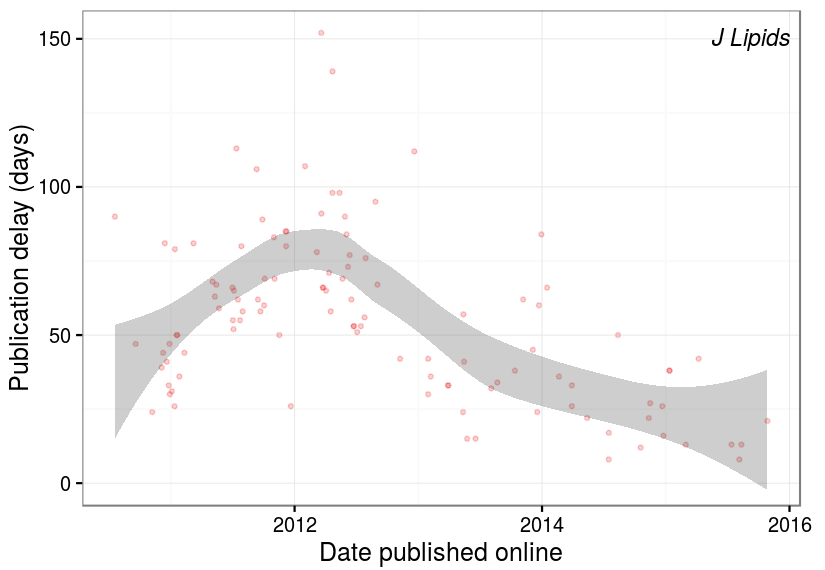 J Lipids
Publication delay (days)
150
100
50
0
2012
2014
2016
Date published online